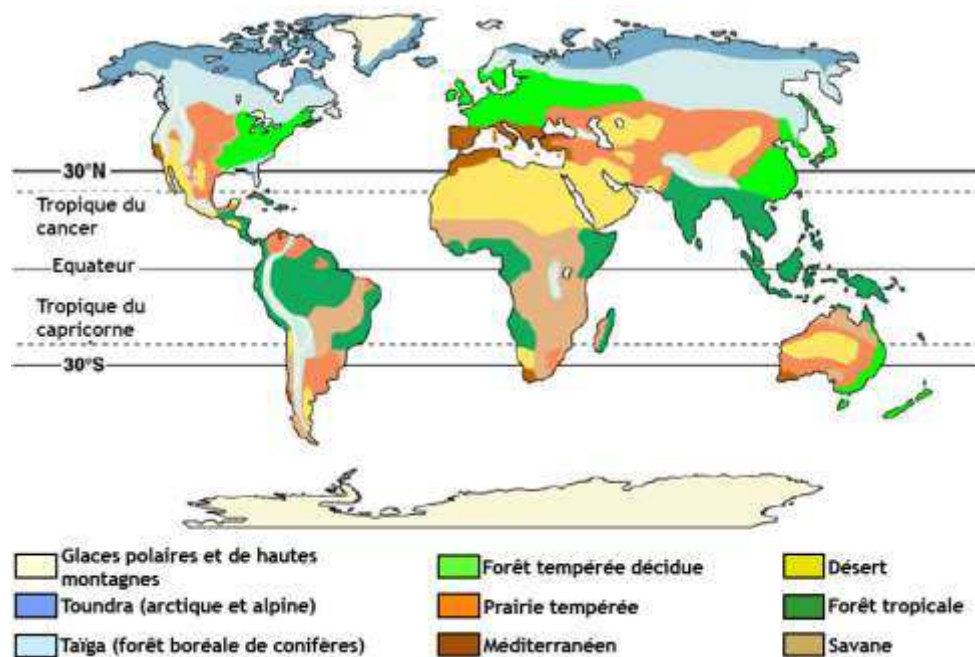 30°N
Tropique du
cancer
Equateur
Tropique du
capricorne
30°S
Glaces polaires et de hautes
montagnes
Toundra (arctique et alpine)
Taïga (forêt boréale de conifères)
Forêt tempérée décidue
Prairie tempérée
Méditerranéen
Désert
Forêt tropicale
Savane